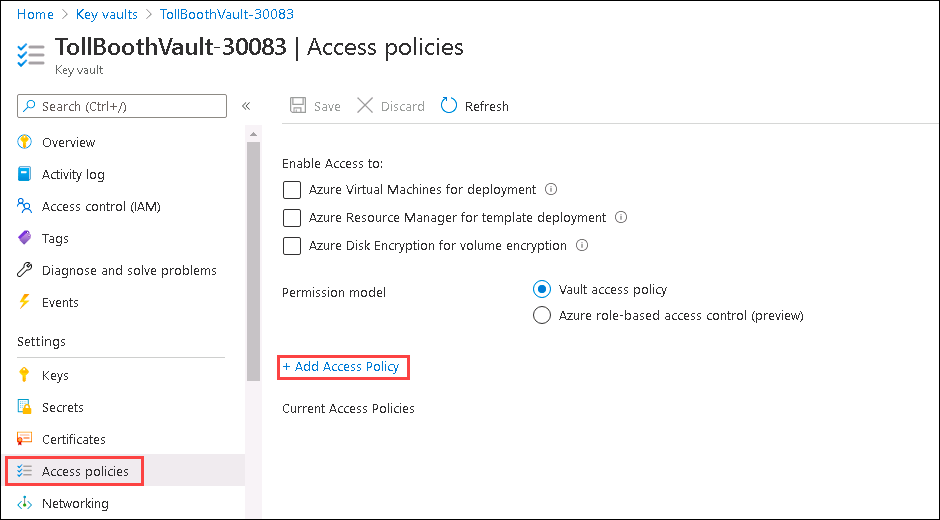 Home > Key vaults > TollBoothVault-30083
TollBoothVault-30083 | Access policies
Key vault
Search (Ctrl+/)
«
Save
Discard
Refresh
Overview
Activity log
Access control (IAM)
Tags
Diagnose and solve problems
Events
Settings
Keys
Secrets
Certificates
Access policies
Networking
Enable Access to:
Azure Virtual Machines for deployment
Azure Resource Manager for template deployment
Azure Disk Encryption for volume encryption
Permission model
Vault access policy
Azure role-based access control (preview)
+ Add Access Policy
Current Access Policies